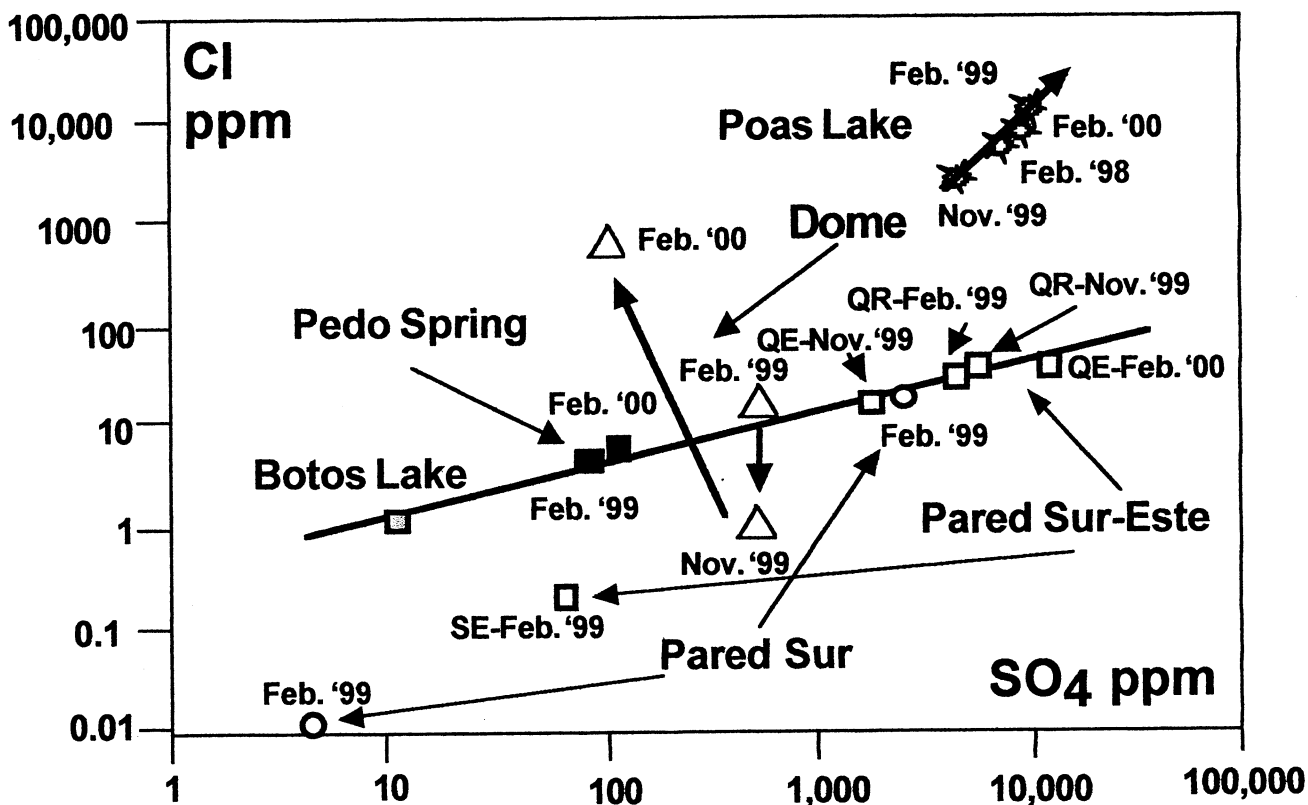 100,000
10,000
1000
100
10
1
0.1
0.01
Cl
ppm
Feb. ‘99
Poas Lake
Feb. ‘00
Feb. ‘98
Nov. ‘99
Dome
Feb. ‘00
QR-Feb. ‘99
QR-Nov. ‘99
Pedo Spring
QE-Nov. ‘99
Feb. ‘99
QE-Feb. ‘00
Feb. ‘00
Feb. ‘99
Botos Lake
Feb. ‘99
Pared Sur-Este
Nov. ‘99
SE-Feb. ‘99
Pared Sur
SO4 ppm
Feb. ‘99
1
10
100
1,000
10,000
100,000